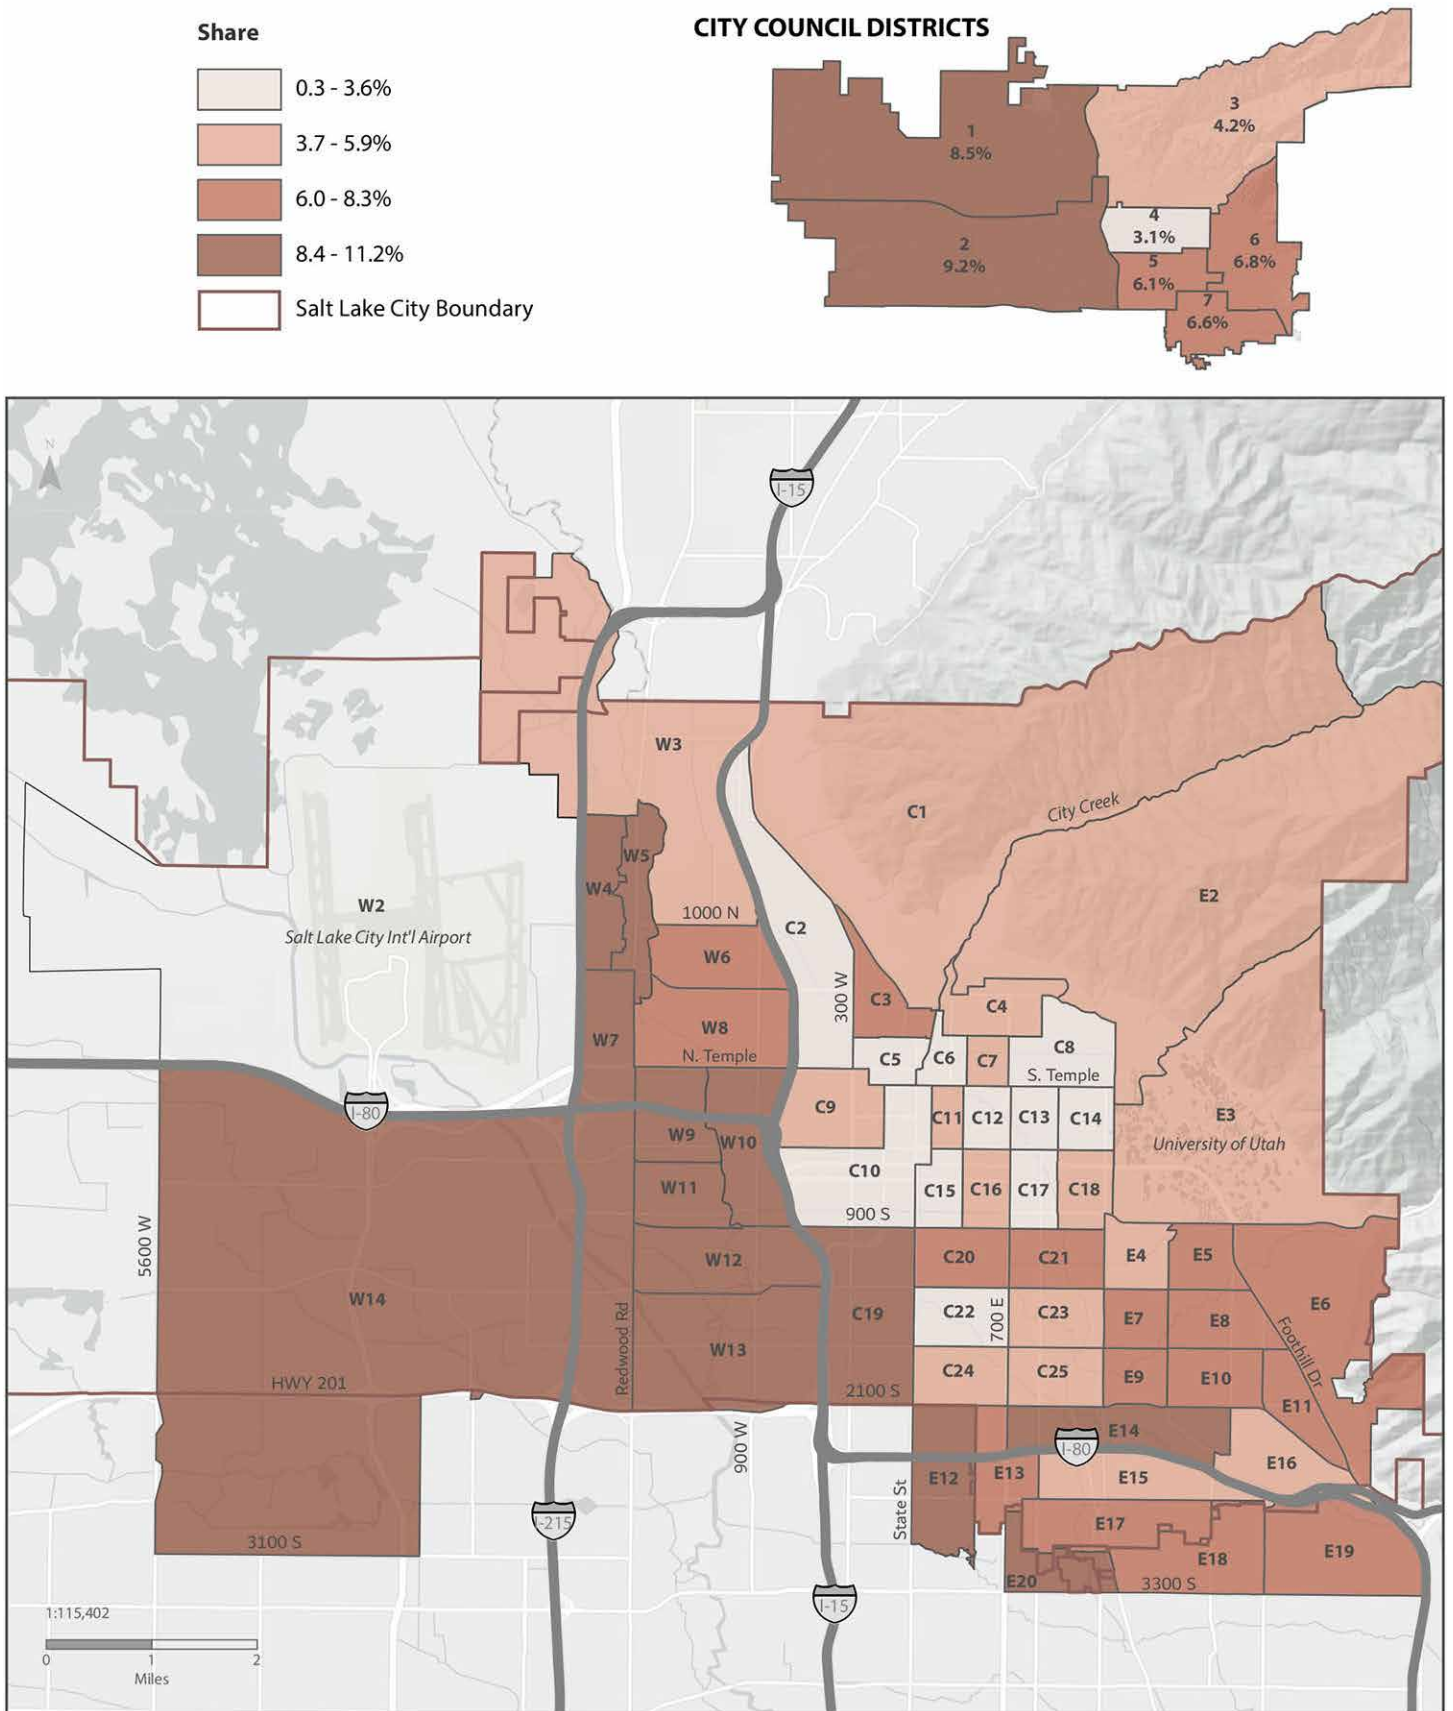 Share
0.3 - 3.6%
3.7 - 5.9%
6.0 - 8.3%
8.4 - 11.2%
Salt Lake City Boundary
CITY COUNCIL DISTRICTS
1
8.5%
2
9.2%
3
4.2%
4
3.1%
5
6.1%
6
6.8%
7
6.6%
N
I-15
W3
C1
City Creek
W5
W4
E2
W2
Salt Lake City Int'l Airport
1000 N
C2
W6
300 W
C3
C4
W7
W8
N. Temple
C5
C6
C7
C8
S. Temple
I-80
C9
C11
C12
C13
C14
E3
University of Utah
W9
W10
W11
C10
C15
C16
C17
C18
900 S
5600 W
W12
C20
C21
E4
E5
W14
C19
C22
700 E
C23
E7
E8
E6
Foothill Dr
Redwood Rd
W13
HWY 201
2100 S
C24
C25
E9
E10
E11
900 W
E14
I-80
E12
E13
E15
E16
State St
I-215
3100 S
E17
E18
E19
E20
3300 S
I-15
1:115,402
0
1
2
Miles